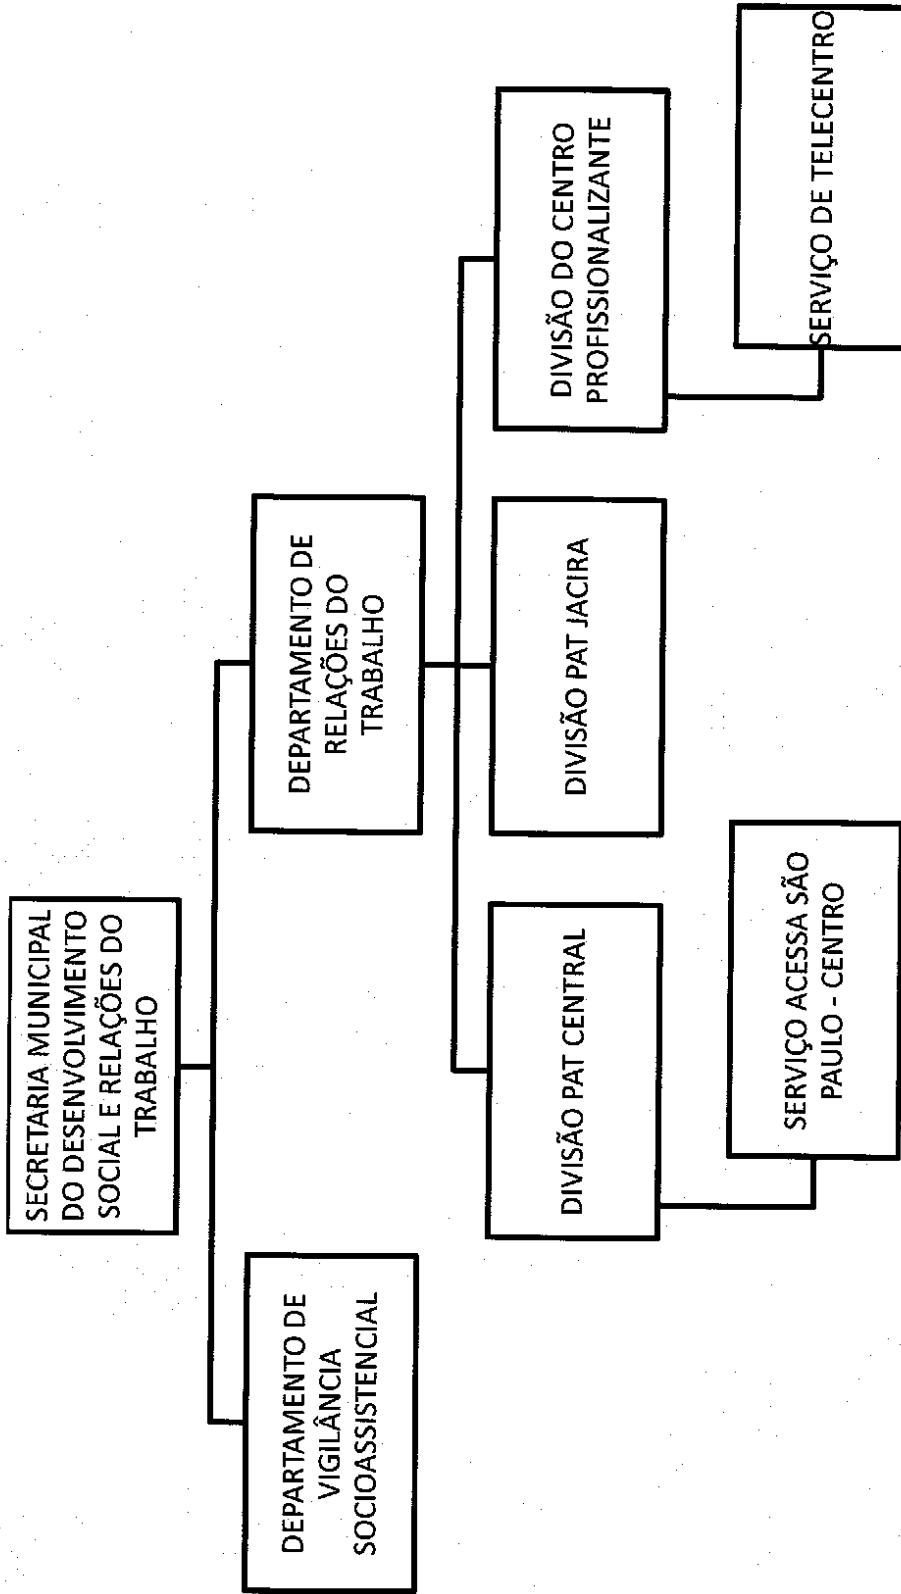 SECRETARIA MUNICIPAL
DO DESENVOLVIMENTO
SOCIAL E RELAÇÕES DO
TRABALHO
DEPARTAMENTO DE
VIGILÂNCIA
SOCIOASSISTENCIAL
DEPARTAMENTO DE
RELAÇÕES DO
TRABALHO
DIVISÃO PAT CENTRAL
DIVISÃO PAT JACIRA
DIVISÃO DO CENTRO
PROFISSIONALIZANTE
SERVIÇO ACESSA SÃO
PAULO - CENTRO
SERVIÇO DE TELECENTRO